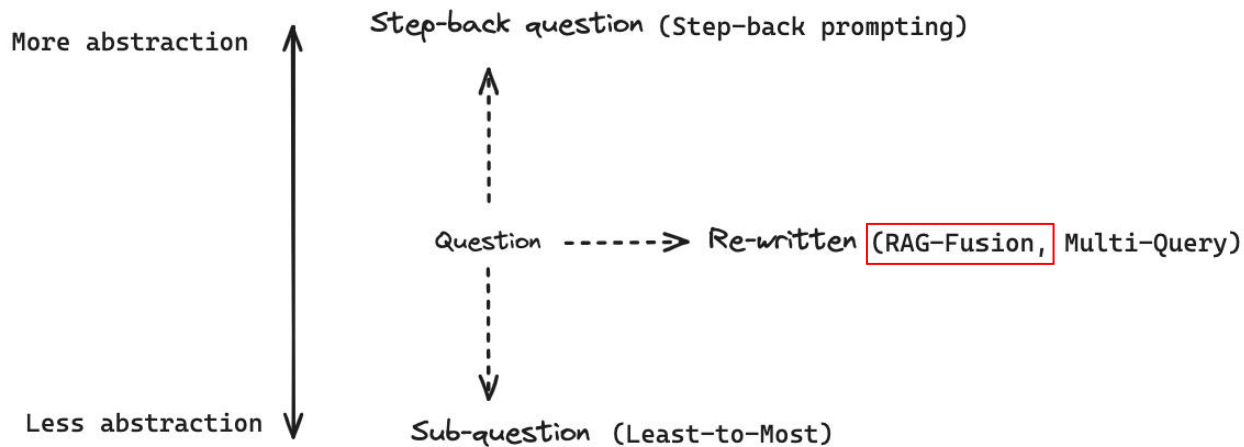 Step-back question (Step-back prompting)
More abstraction
Question
Re-written (RAG-Fusion, Multi-Query)
Less abstraction
Sub-question (Least-to-Most)